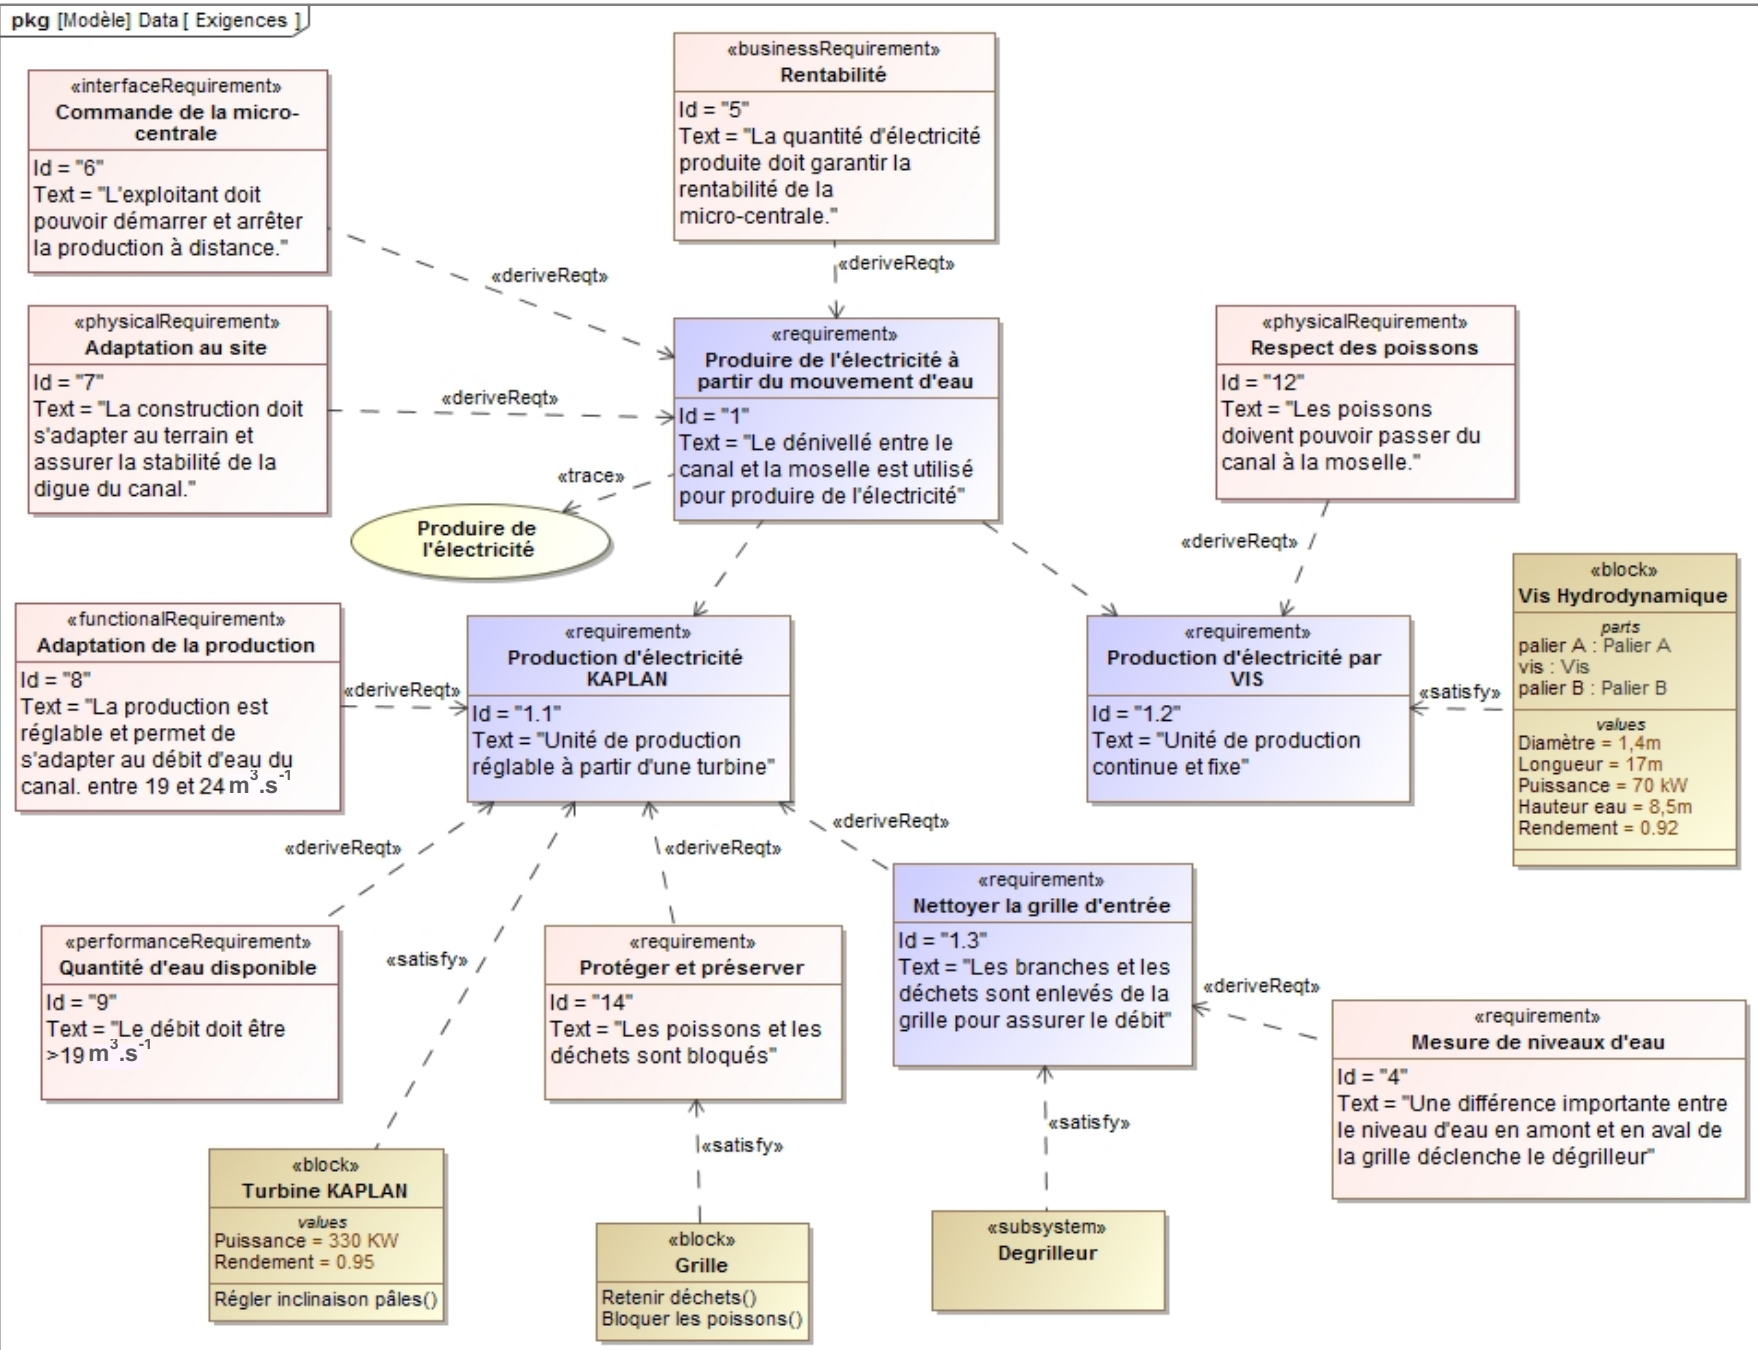 pkg [Modèle] Data [ Exigences ]
«businessRequirement»
Rentabilité
Id = "5"
Text = "La quantité d'électricité
produite doit garantir la
rentabilité de la
micro-centrale."
«interfaceRequirement»
Commande de la micro-
centrale
Id = "6"
Text = "L'exploitant doit
pouvoir démarrer et arrêter
la production à distance."
«deriveReqt»
«deriveReqt»
«physicalRequirement»
Adaptation au site
Id = "7"
Text = "La construction doit
s'adapter au terrain et
assurer la stabilité de la
digue du canal."
«deriveReqt»
«requirement»
Produire de l'électricité à
partir du mouvement d'eau
Id = "1"
Text = "Le dénivellé entre le
canal et la moselle est utilisé
pour produire de l'électricité"
«physicalRequirement»
Respect des poissons
Id = "12"
Text = "Les poissons
doivent pouvoir passer du
canal à la moselle."
«trace»
Produire de
l'électricité
«deriveReqt»
«block»
Vis Hydrodynamique
parts
palier A : Palier A
vis : Vis
palier B : Palier B
values
Diamètre = 1,4m
Longueur = 17m
Puissance = 70 kW
Hauteur eau = 8,5m
Rendement = 0.92
«functionalRequirement»
Adaptation de la production
Id = "8"
Text = "La production est
réglable et permet de
s'adapter au débit d'eau du
canal. entre 19 et 24 m³.s⁻¹
«deriveReqt»
«requirement»
Production d'électricité
KAPLAN
Id = "1.1"
Text = "Unité de production
réglable à partir d'une turbine"
«requirement»
Production d'électricité par
VIS
Id = "1.2"
Text = "Unité de production
continue et fixe"
«satisfy»
«deriveReqt»
«deriveReqt»
«deriveReqt»
«requirement»
Nettoyer la grille d'entrée
Id = "1.3"
Text = "Les branches et les
déchets sont enlevés de la
grille pour assurer le débit"
«performanceRequirement»
Quantité d'eau disponible
Id = "9"
Text = "Le débit doit être
>19 m³.s⁻¹
«satisfy»
«requirement»
Protéger et préserver
Id = "14"
Text = "Les poissons et les
déchets sont bloqués"
«deriveReqt»
«requirement»
Mesure de niveaux d'eau
Id = "4"
Text = "Une différence importante entre
le niveau d'eau en amont et en aval de
la grille déclenche le dégrilleur"
«satisfy»
«satisfy»
«block»
Turbine KAPLAN
values
Puissance = 330 KW
Rendement = 0.95
Régler inclinaison pâles()
«block»
Grille
Retenir déchets()
Bloquer les poissons()
«subsystem»
Degrilleur